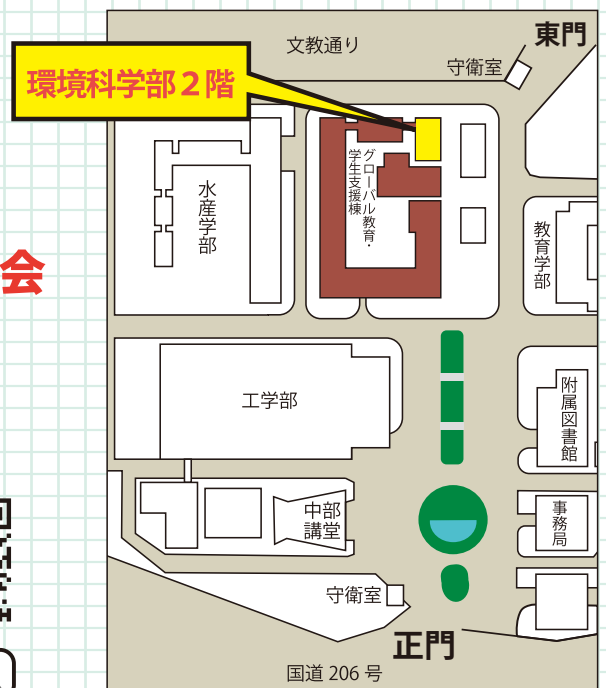 東門
文教通り
守衛室
環境科学部２階
グローバル教育・
学生支援棟
水産学部
教育学部
会
工学部
附属図書館
中部
講堂
事務局
守衛室
正門
国道 206 号